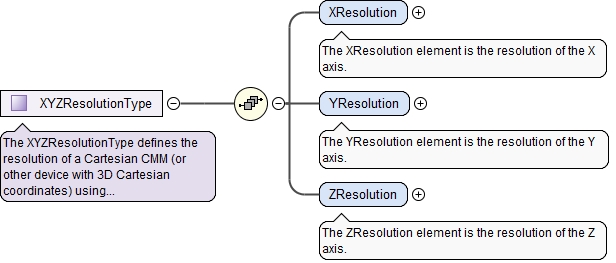 XResolution
The XResolution element is the resolution of the X
axis.
XYZResolutionType
The XYZResolutionType defines the
resolution of a Cartesian CMM (or
other device with 3D Cartesian
coordinates) using...
YResolution
The YResolution element is the resolution of the Y
axis.
ZResolution
The ZResolution element is the resolution of the Z
axis.